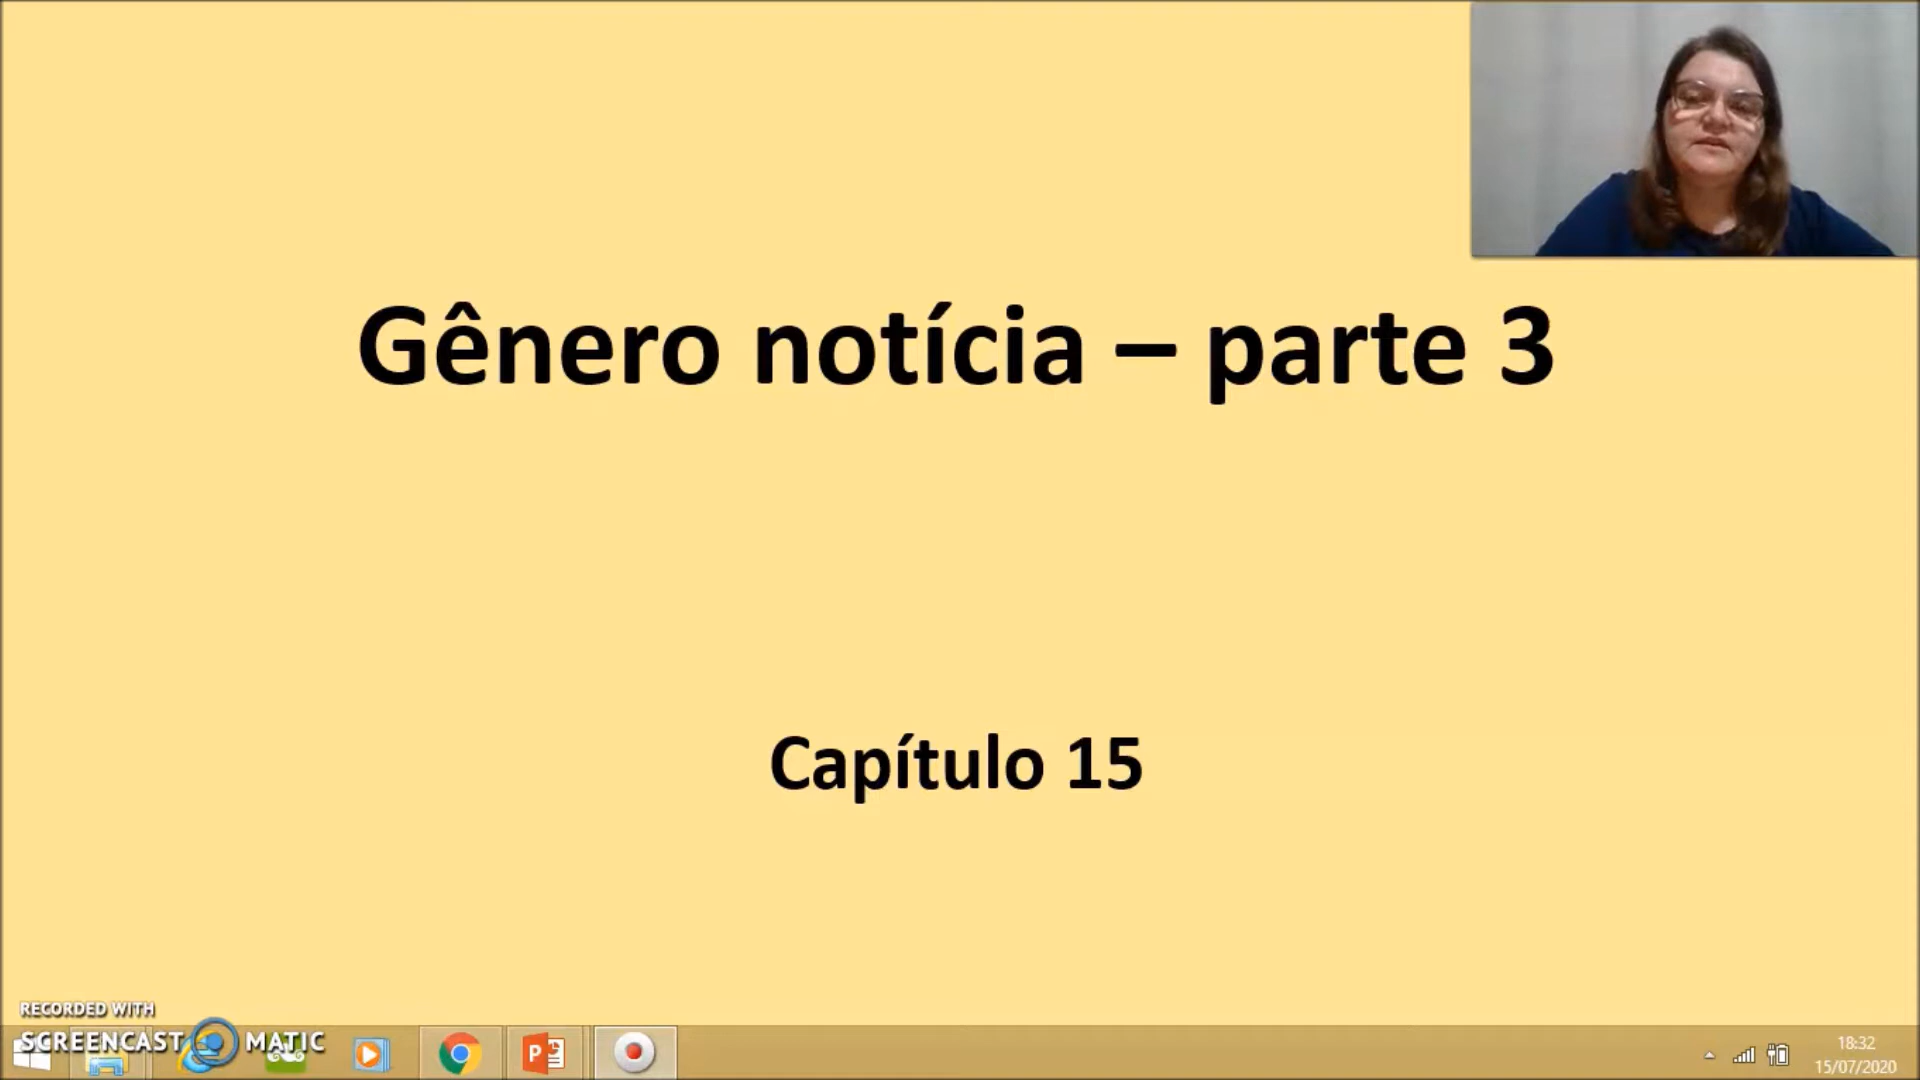 Gênero notícia – parte 3
Capítulo 15
RECORDED WITH
SCREENCAST MATIC
18:32
15/07/2020